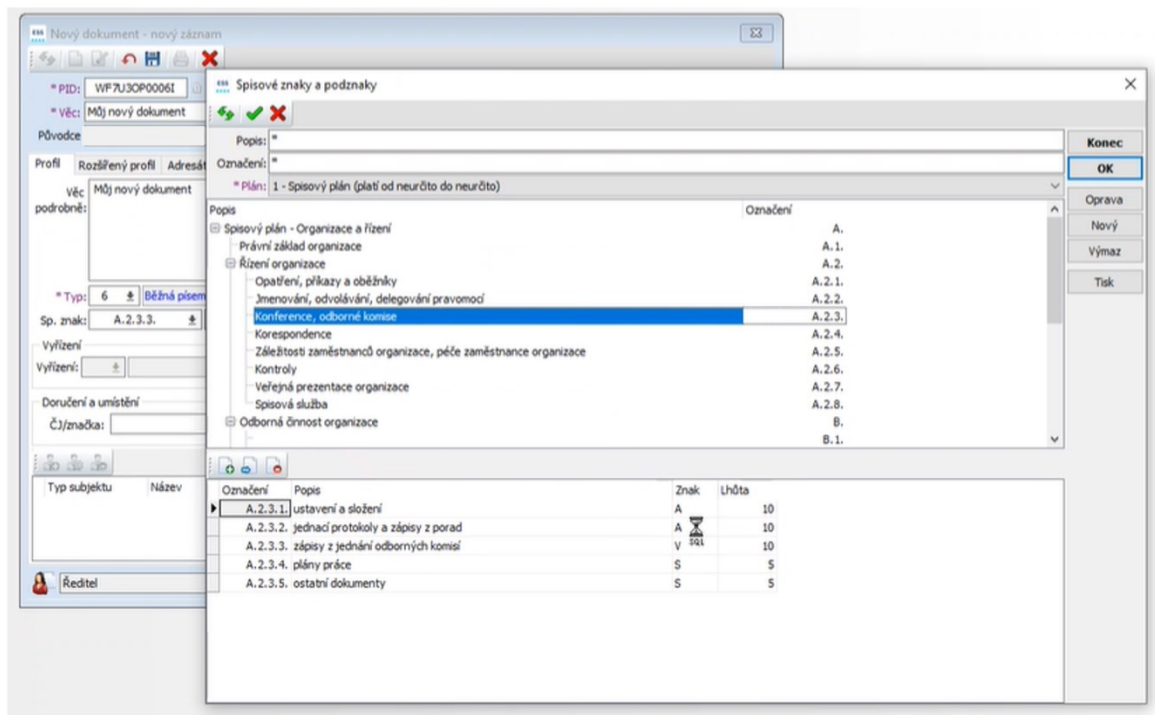 Nový dokument - nový záznam
* PID: WF7U3OP0006I
* Věc: Můj nový dokument
Původce
Profil Rozšířený profil Adresát
Věc podrobně: Můj nový dokument
* Typ: 6 Běžná písem
Sp. znak: A.2.3.3.
Vyřízení
Vyřízení:
Doručení a umístění
ČJ/značka:
Typ subjektu Název
Ředitel
Spisové znaky a podznaky
Popis: *
Označení: *
* Plán: 1 - Spisový plán (platí od neurčito do neurčito)
Konec
OK
Oprava
Nový
Výmaz
Tisk
Popis Označení
Spisový plán - Organizace a řízení A.
Právní základ organizace A.1.
Řízení organizace A.2.
Opatření, příkazy a oběžníky A.2.1.
Jmenování, odvolávání, delegování pravomocí A.2.2.
Konference, odborné komise A.2.3.
Korespondence A.2.4.
Záležitosti zaměstnanců organizace, péče zaměstnance organizace A.2.5.
Kontroly A.2.6.
Veřejná prezentace organizace A.2.7.
Spisová služba A.2.8.
Odborná činnost organizace B.
B.1.
Označení Popis Znak Lhůta
A.2.3.1. ustavení a složení A 10
A.2.3.2. jednací protokoly a zápisy z porad A 10
SQL
A.2.3.3. zápisy z jednání odborných komisí V 10
A.2.3.4. plány práce S 5
A.2.3.5. ostatní dokumenty S 5